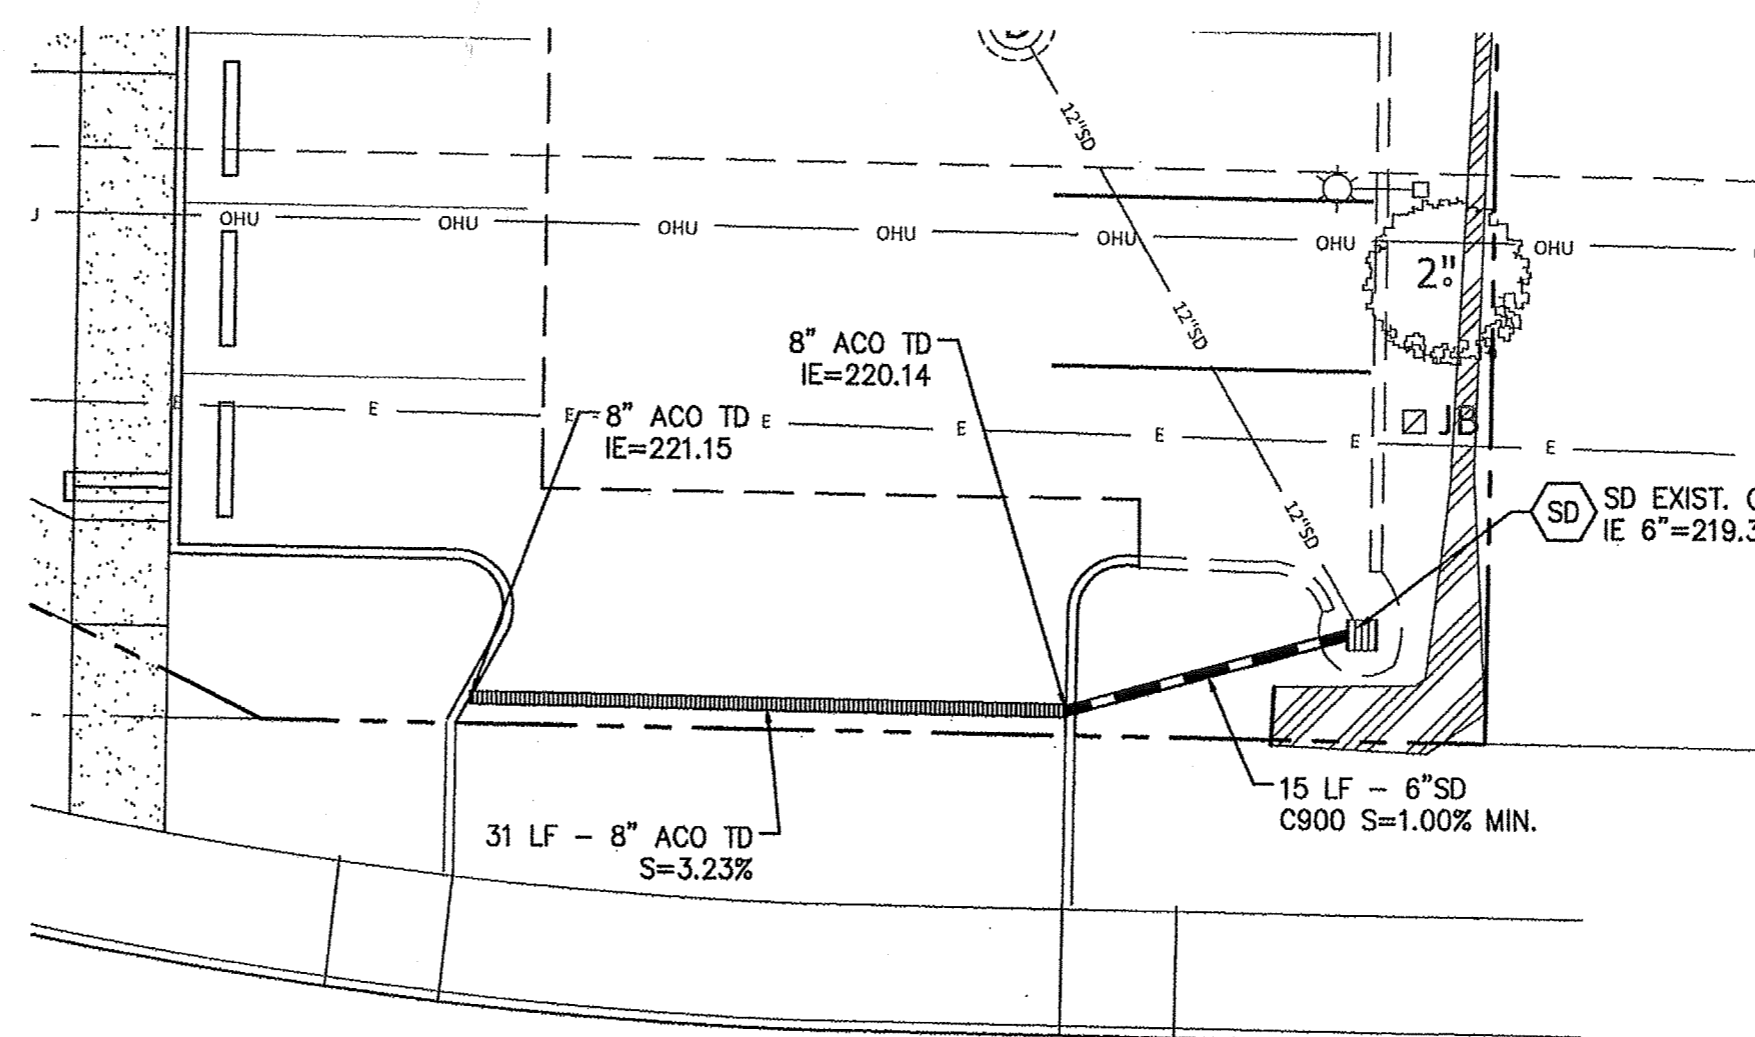 12"SD
OHU OHU OHU OHU OHU OHU OHU
2"
12"SD
8" ACO TD
IE=220.14
E E E E E E E
8" ACO TD
IE=221.15
JB
12"SD
SD
SD EXIST.
IE 6"=219.3
15 LF – 6"SD
C900 S=1.00% MIN.
31 LF – 8" ACO TD
S=3.23%